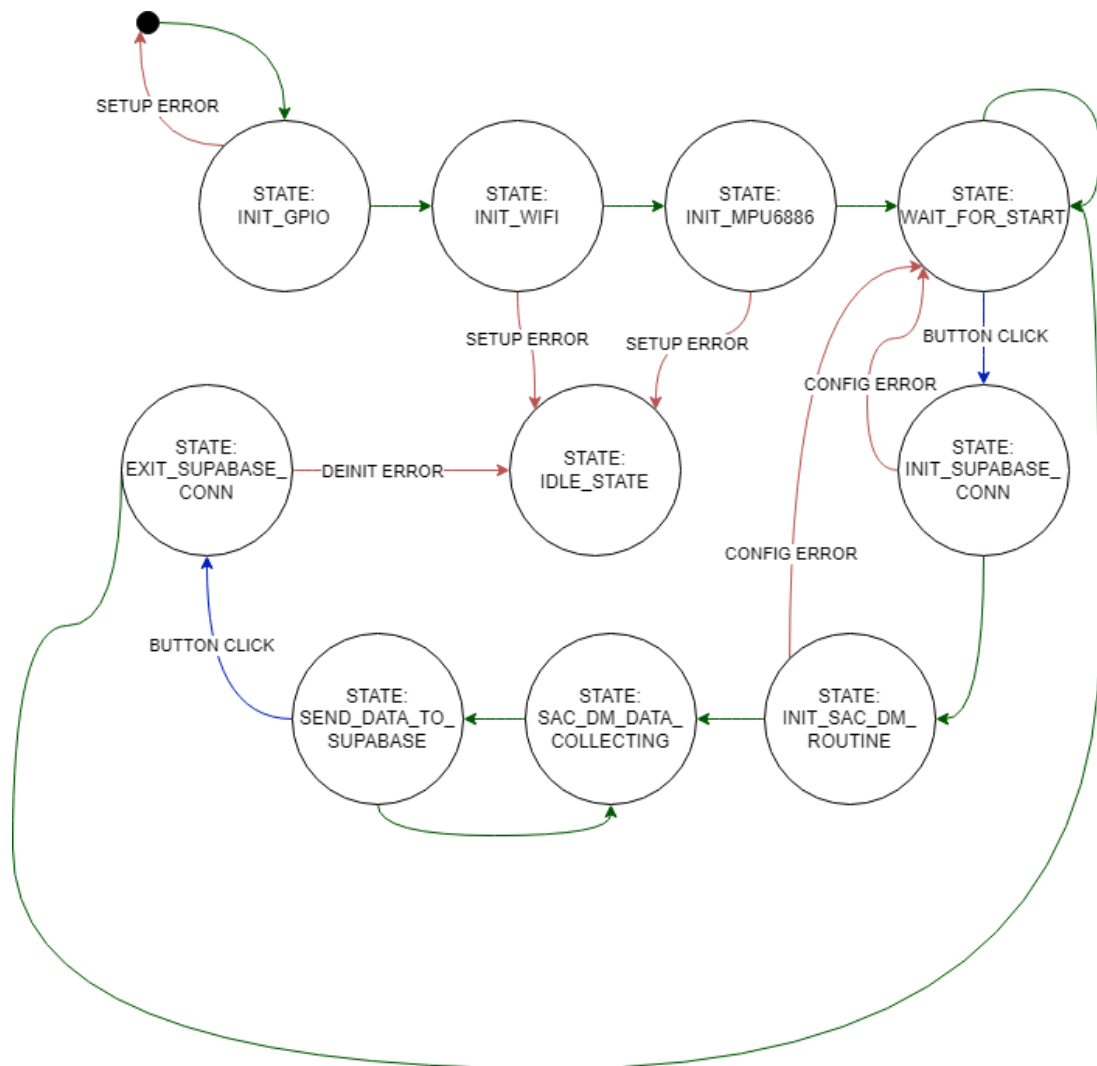 SETUP ERROR
STATE:
INIT_GPIO
STATE:
INIT_WIFI
STATE:
INIT_MPU6886
STATE:
WAIT_FOR_START
SETUP ERROR
SETUP ERROR
BUTTON CLICK
CONFIG ERROR
STATE:
EXIT_SUPABASE_
CONN
DEINIT ERROR
STATE:
IDLE_STATE
STATE:
INIT_SUPABASE_
CONN
CONFIG ERROR
BUTTON CLICK
STATE:
SEND_DATA_TO_
SUPABASE
STATE:
SAC_DM_DATA_
COLLECTING
STATE:
INIT_SAC_DM_
ROUTINE